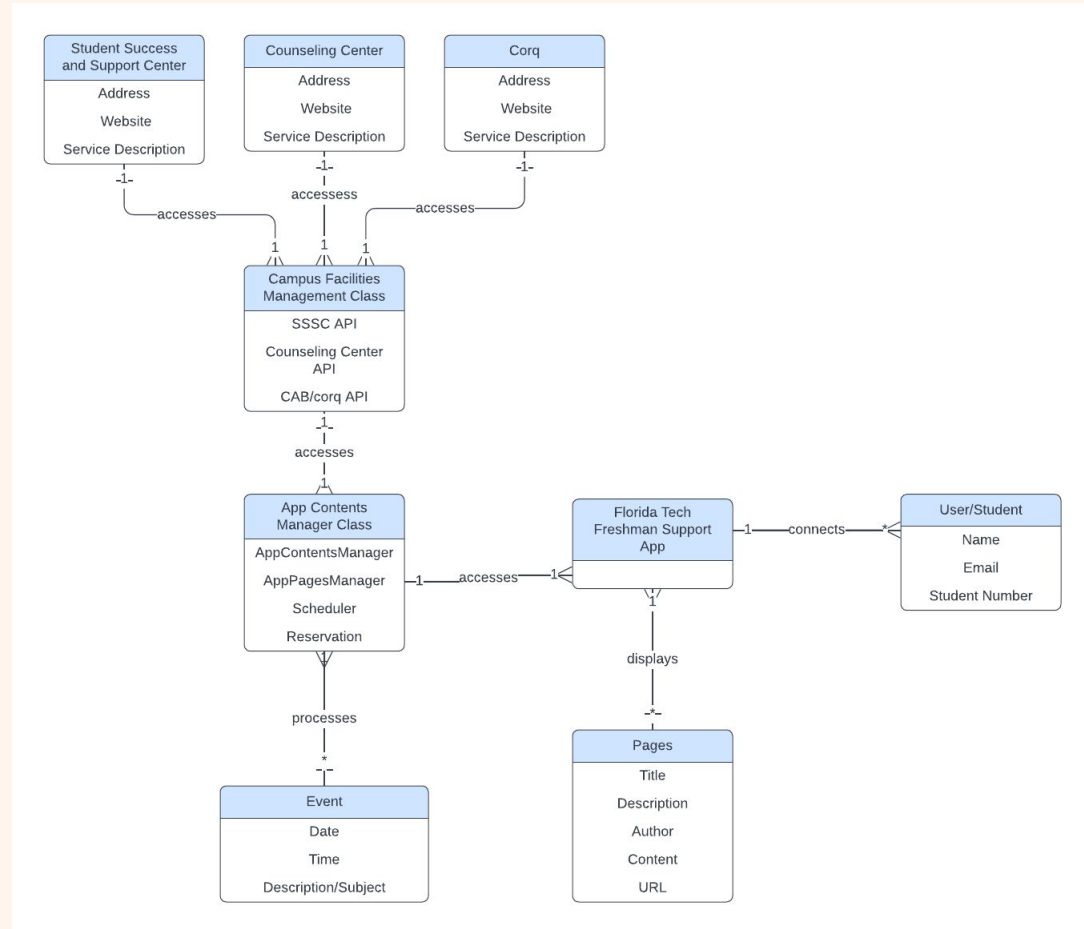 Student Success
and Support Center
Address
Website
Service Description
Counseling Center
Address
Website
Service Description
Corq
Address
Website
Service Description
1
accesses
1
1
accessess
1
1
accesses
1
Campus Facilities
Management Class
SSSC API
Counseling Center
API
CAB/corq API
1
accesses
1
App Contents
Manager Class
AppContentsManager
AppPagesManager
Scheduler
Reservation
1
accesses
1
Florida Tech
Freshman Support
App
1
connects
*
User/Student
Name
Email
Student Number
1
processes
*
Event
Date
Time
Description/Subject
1
displays
*
Pages
Title
Description
Author
Content
URL